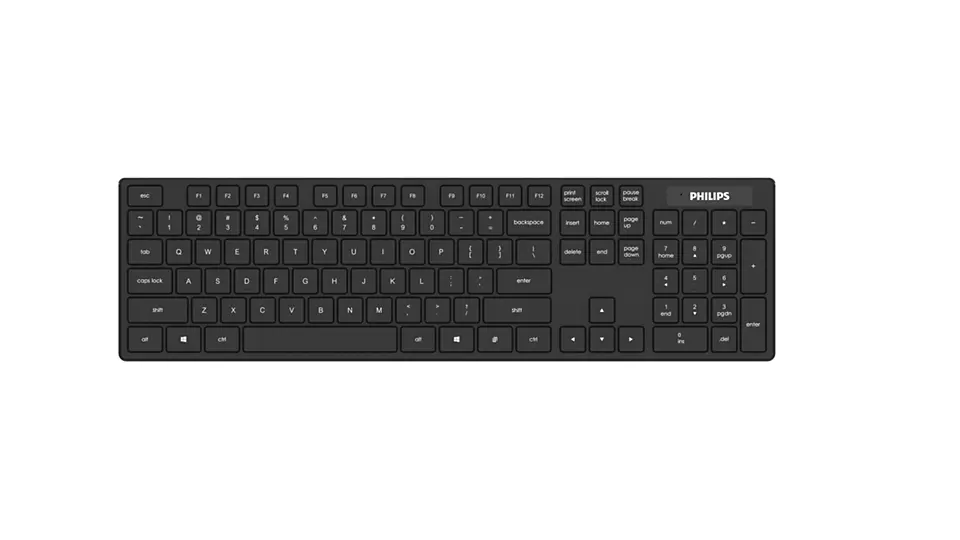 esc F1 F2 F3 F4 F5 F6 F7 F8 F9 F10 F11 F12 print screen scroll lock pause break PHILIPS
~ ! @ # $ % ^ & * ( ) backspace insert home page up num / * −
1 2 3 4 5 6 7 8 9 0
tab Q W E R T Y U I O P { [ } ] | \ delete end page down 7 home 8 ▲ 9 pgup +
caps lock A S D F G H J K L : ; enter 4 ◄ 5 6 ►
shift Z X C V B N M < , > . ? / shift ▲ 1 end 2 ▼ 3 pgdn enter
alt ctrl alt ctrl ◄ ▼ ► 0 ins .del